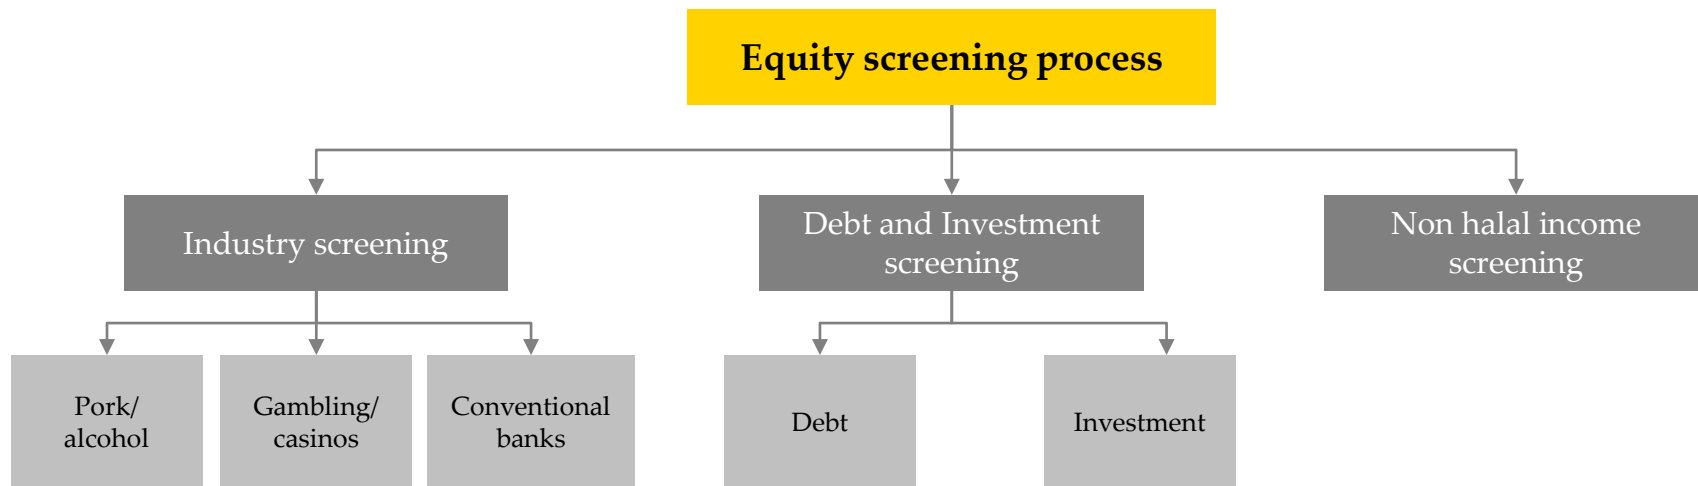 Equity screening process
Industry screening
Debt and Investment
screening
Non halal income
screening
Pork/
alcohol
Gambling/
casinos
Conventional
banks
Debt
Investment